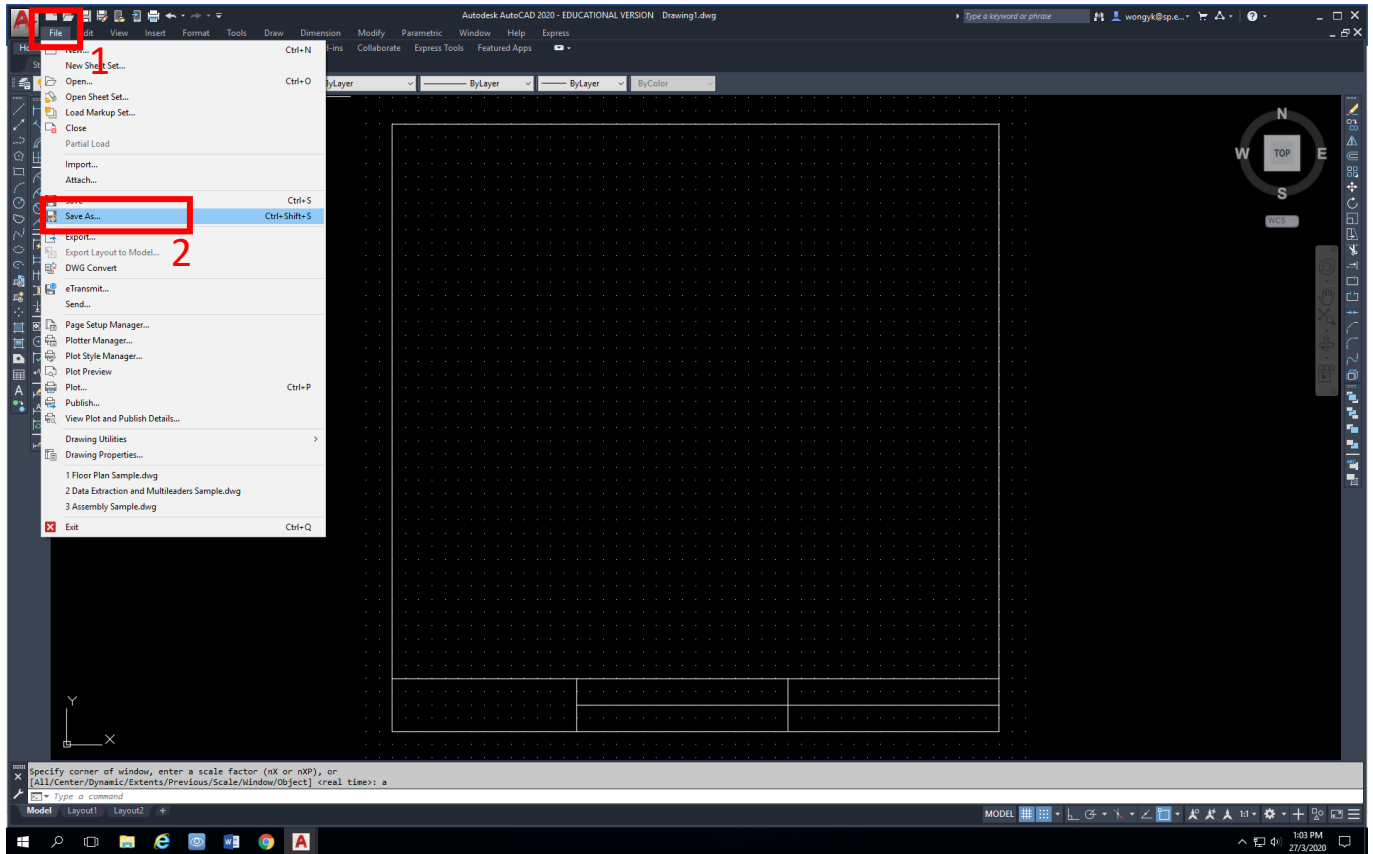 Autodesk AutoCAD 2020 - EDUCATIONAL VERSION Drawing1.dwg
Type a keyword or phrase
wongyk@sp.e...
File Edit View Insert Format Tools Draw Dimension Modify Parametric Window Help Express
Collaborate Express Tools Featured Apps
1
New... Ctrl+N
New Sheet Set...
Open... Ctrl+O
Open Sheet Set...
Load Markup Set...
Close
Partial Load
Import...
Attach...
Save Ctrl+S
Save As... Ctrl+Shift+S
2
Export...
Export Layout to Model...
DWG Convert
eTransmit...
Send...
Page Setup Manager...
Plotter Manager...
Plot Style Manager...
Plot Preview
Plot... Ctrl+P
Publish...
View Plot and Publish Details...
Drawing Utilities
Drawing Properties...
1 Floor Plan Sample.dwg
2 Data Extraction and Multileaders Sample.dwg
3 Assembly Sample.dwg
Exit Ctrl+Q
ByLayer
ByLayer
ByLayer
ByColor
N
W TOP E
S
WCS
Y
X
Specify corner of window, enter a scale factor (nX or nXP), or
[All/Center/Dynamic/Extents/Previous/Scale/Window/Object] <real time>: a
Type a command
Model Layout1 Layout2 +
MODEL
1:1
1:03 PM
27/3/2020